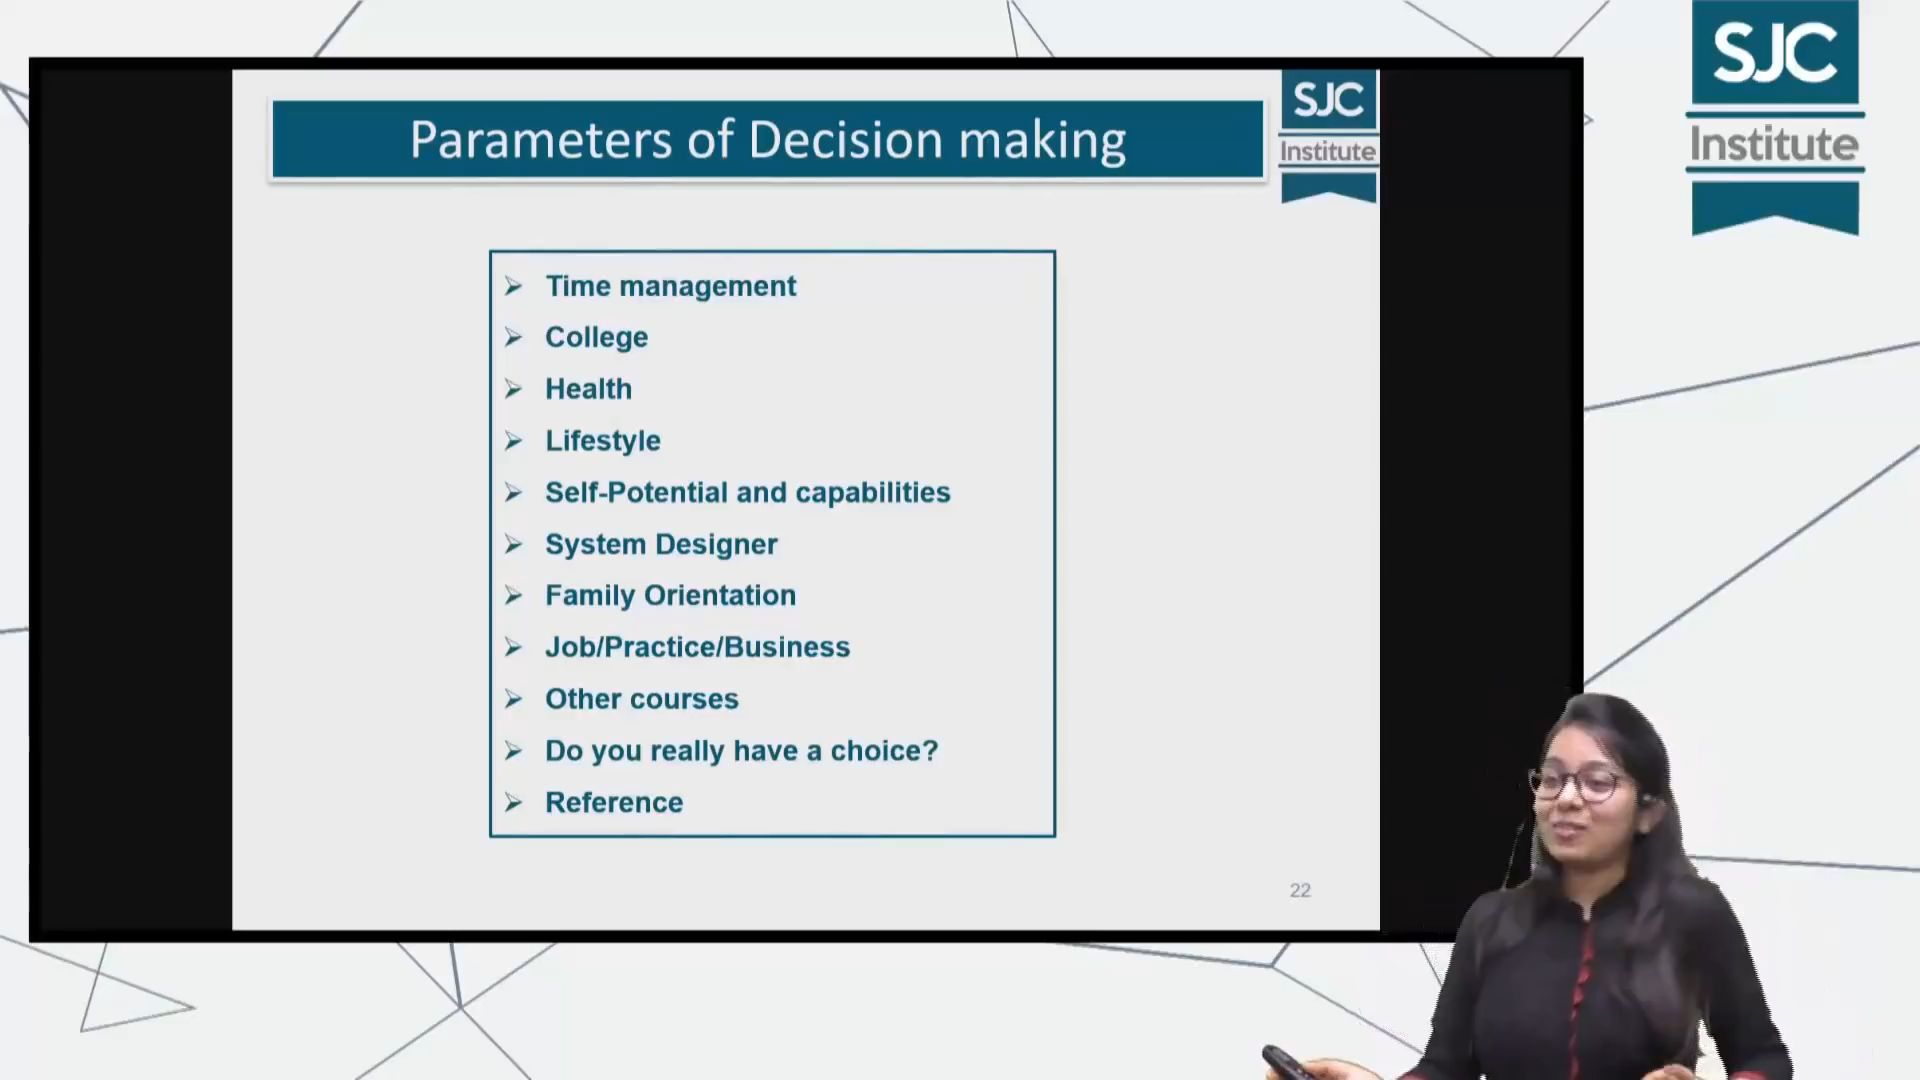 SJC
Institute
Parameters of Decision making
SJC
Institute
Time management
College
Health
Lifestyle
Self-Potential and capabilities
System Designer
Family Orientation
Job/Practice/Business
Other courses
Do you really have a choice?
Reference
22